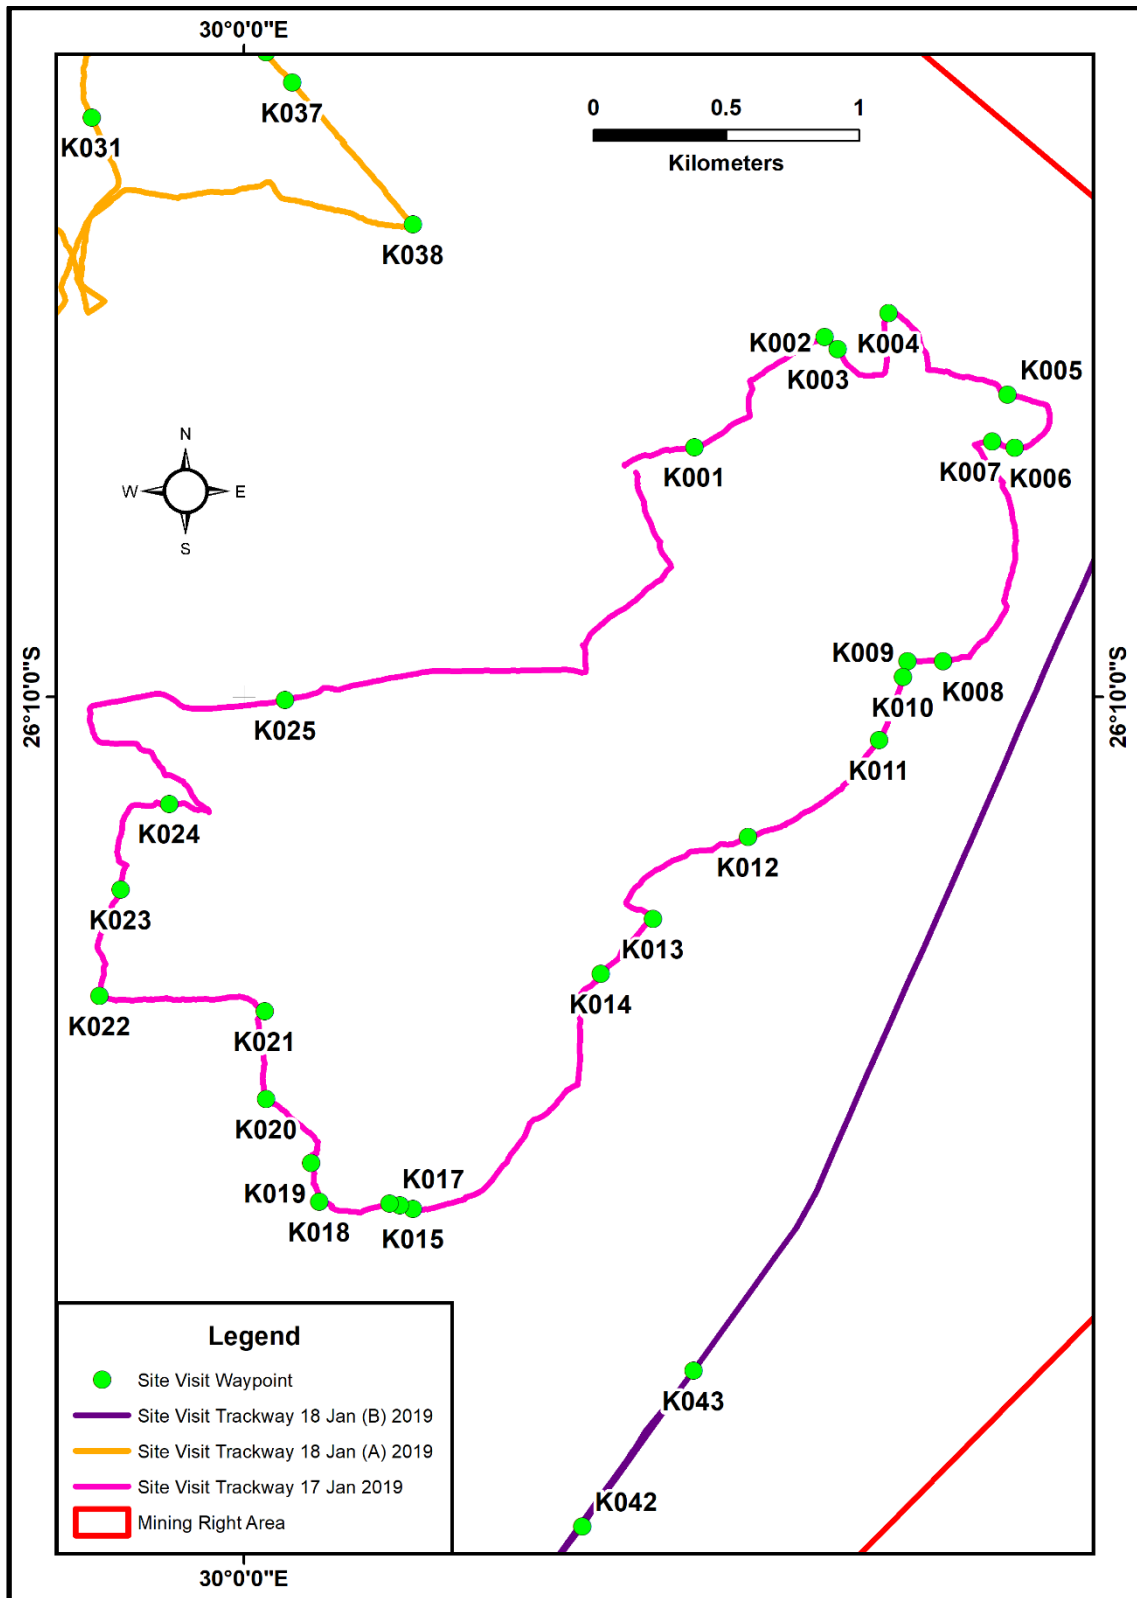 30°0'0"E
K037
K031
0 0.5 1
Kilometers
K038
K002
K004
K003
K005
K001
K007
K006
N
W E
S
K009
K008
26°10'0"S
26°10'0"S
K010
K025
K011
K024
K012
K023
K013
K014
K022
K021
K020
K017
K019
K018
K015
Legend
Site Visit Waypoint
Site Visit Trackway 18 Jan (B) 2019
Site Visit Trackway 18 Jan (A) 2019
Site Visit Trackway 17 Jan 2019
Mining Right Area
K043
K042
30°0'0"E